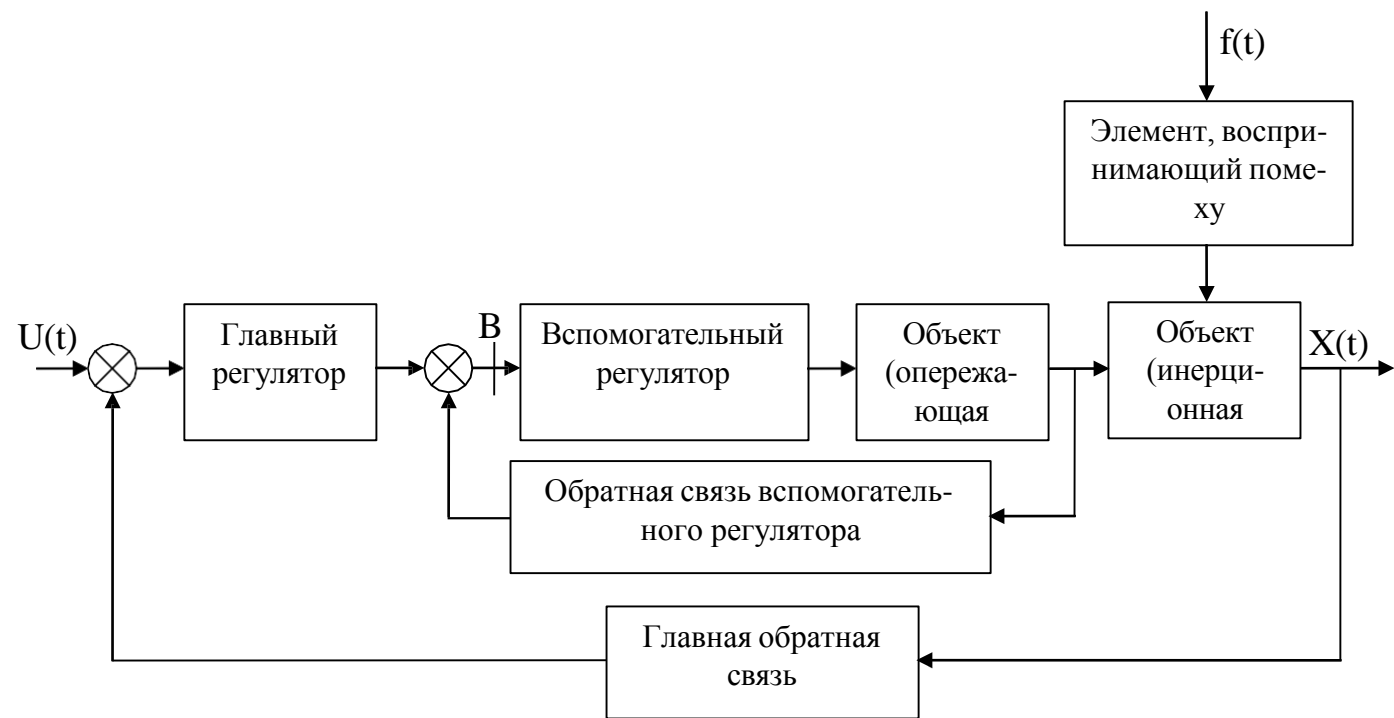 f(t)
Элемент, воспри-
нимающий поме-
ху
U(t)
Главный
регулятор
В
Вспомогательный
регулятор
Объект
(опережа-
ющая
Объект
(инерци-
онная
X(t)
Обратная связь вспомогатель-
ного регулятора
Главная обратная
связь